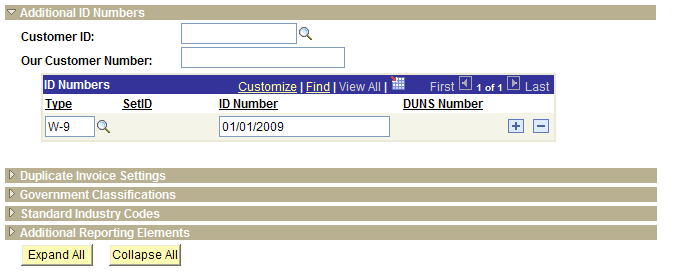 Additional ID Numbers
Customer ID:
Our Customer Number:
ID Numbers Customize | Find | View All | First 1 of 1 Last
Type SetID ID Number DUNS Number
W-9 01/01/2009
Duplicate Invoice Settings
Government Classifications
Standard Industry Codes
Additional Reporting Elements
Expand All Collapse All